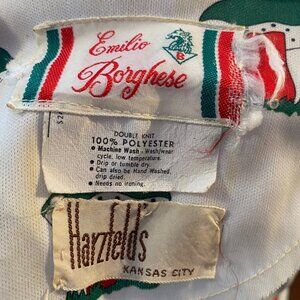 Emilio
Borghese
B
DOUBLE KNIT
100% POLYESTER
● Machine Wash - Wash/wear
cycle, low temperature.
● Drip or tumble dry.
● Can also be Hand Washed,
drip dried.
● Needs no ironing.
Harzfeld's
KANSAS CITY